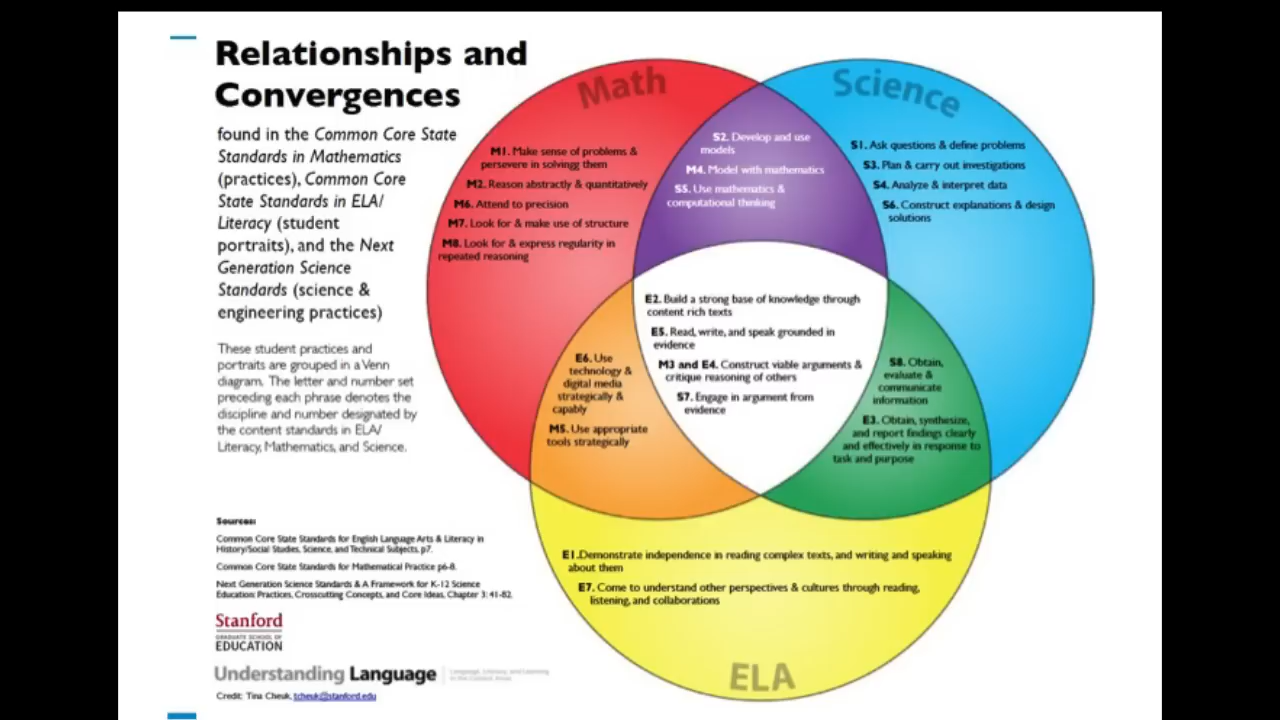 Relationships and
Convergences
found in the Common Core State
Standards in Mathematics
(practices), Common Core
State Standards in ELA/
Literacy (student
portraits), and the Next
Generation Science
Standards (science &
engineering practices)
These student practices and
portraits are grouped in a Venn
diagram. The letter and number set
preceding each phrase denotes the
discipline and number designated by
the content standards in ELA/
Literacy, Mathematics, and Science.
Sources:
Common Core State Standards for English Language Arts & Literacy in
History/Social Studies, Science, and Technical Subjects, p7.
Common Core State Standards for Mathematical Practice p6-8.
Next Generation Science Standards & A Framework for K-12 Science
Education: Practices, Crosscutting Concepts, and Core Ideas, Chapter 3: 41-82.
Stanford
GRADUATE SCHOOL OF
EDUCATION
Understanding Language
Language, Literacy, and Learning
in the Content Areas
Credit: Tina Cheuk, tcheuk@stanford.edu
Math
M1. Make sense of problems &
persevere in solvingg them
M2. Reason abstractly & quantitatively
M6. Attend to precision
M7. Look for & make use of structure
M8. Look for & express regularity in
repeated reasoning
S2. Develop and use
models
M4. Model with mathematics
S5. Use mathematics &
computational thinking
Science
S1. Ask questions & define problems
S3. Plan & carry out investigations
S4. Analyze & interpret data
S6. Construct explanations & design
solutions
E2. Build a strong base of knowledge through
content rich texts
E5. Read, write, and speak grounded in
evidence
M3 and E4. Construct viable arguments &
critique reasoning of others
S7. Engage in argument from
evidence
E6. Use
technology &
digital media
strategically &
capably
M5. Use appropriate
tools strategically
S8. Obtain,
evaluate &
communicate
information
E3. Obtain, synthesize,
and report findings clearly
and effectively in response to
task and purpose
E1.Demonstrate independence in reading complex texts, and writing and speaking
about them
E7. Come to understand other perspectives & cultures through reading,
listening, and collaborations
ELA